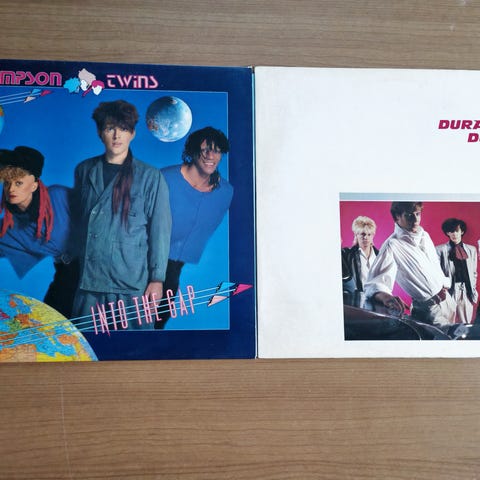 MPSON TWINS
INTO THE GAP
DURA
D